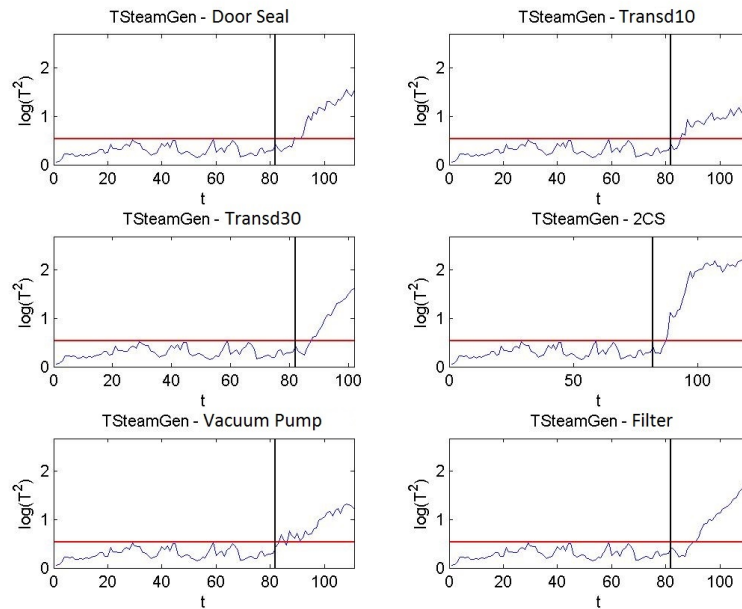 TSteamGen - Door Seal
log(T²)
2
1
0
0 20 40 60 80 100
t
TSteamGen - Transd10
log(T²)
2
1
0
0 20 40 60 80 100
t
TSteamGen - Transd30
log(T²)
2
1
0
0 20 40 60 80 100
t
TSteamGen - 2CS
log(T²)
2
1
0
0 50 100
t
TSteamGen - Vacuum Pump
log(T²)
2
1
0
0 20 40 60 80 100
t
TSteamGen - Filter
log(T²)
2
1
0
0 20 40 60 80 100
t